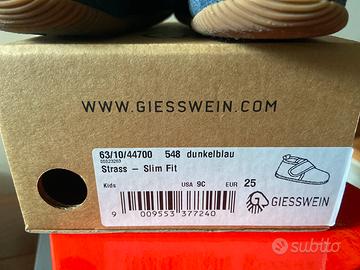 WWW.GIESSWEIN.COM
63/10/44700 548 dunkelblau
Strass – Slim Fit
Kids USA 9C EUR 25
GIESSWEIN
9 009553 377240
subito